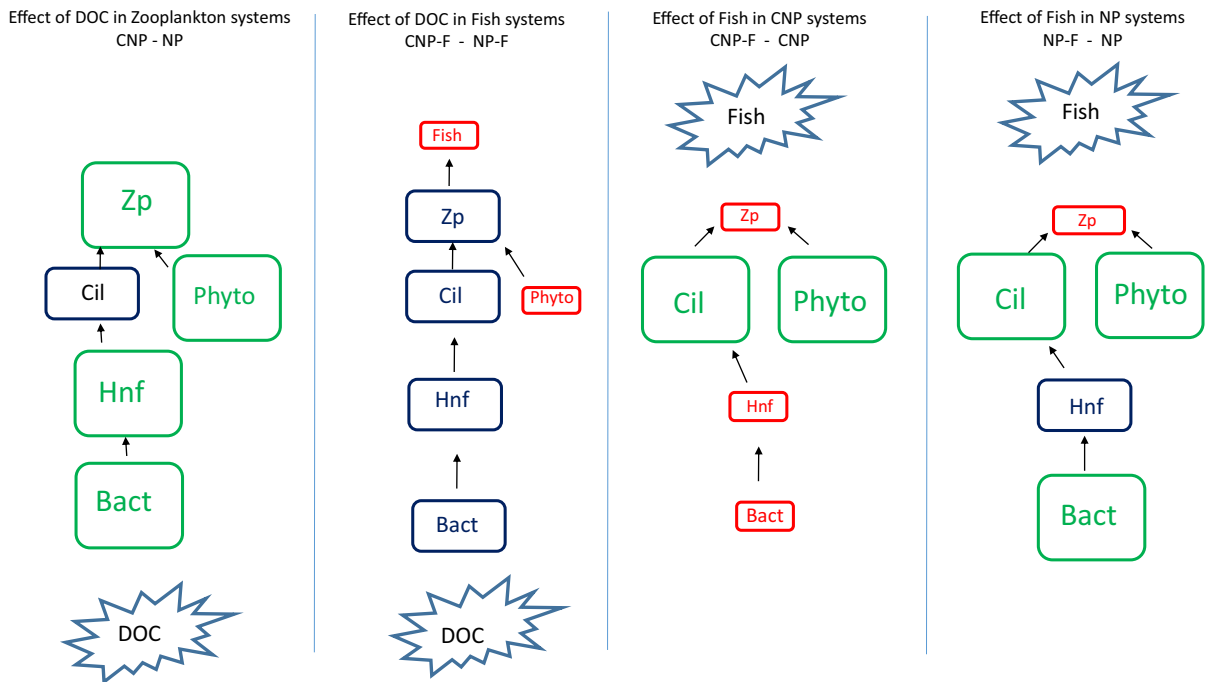 Effect of DOC in Zooplankton systems
CNP - NP
Zp
Cil
Phyto
Hnf
Bact
DOC
Effect of DOC in Fish systems
CNP-F - NP-F
Fish
Zp
Cil
Phyto
Hnf
Bact
DOC
Effect of Fish in CNP systems
CNP-F - CNP
Fish
Zp
Cil
Phyto
Hnf
Bact
Effect of Fish in NP systems
NP-F - NP
Fish
Zp
Cil
Phyto
Hnf
Bact